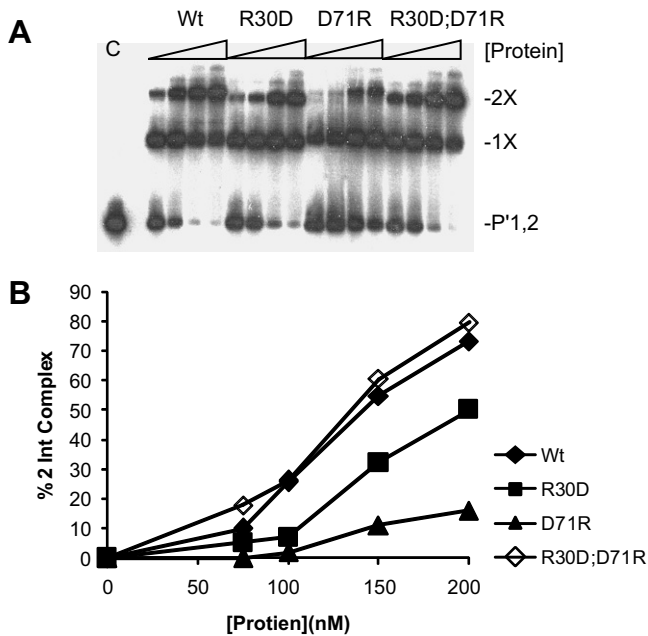 A
Wt R30D D71R R30D;D71R
C
[Protein]
-2X
-1X
-P'1,2
B
% 2 Int Complex
90
80
70
60
50
40
30
20
10
0
0 50 100 150 200
[Protien](nM)
Wt
R30D
D71R
R30D;D71R